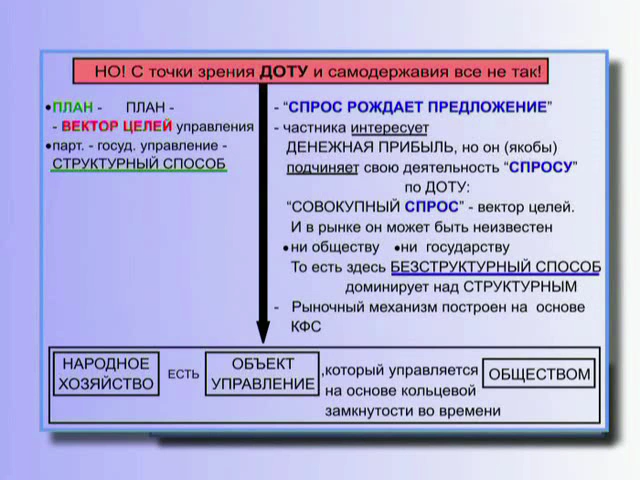 НО! С точки зрения ДОТУ и самодержавия все не так!
•ПЛАН - ПЛАН -
- ВЕКТОР ЦЕЛЕЙ управления
•парт. - госуд. управление -
СТРУКТУРНЫЙ СПОСОБ
- “СПРОС РОЖДАЕТ ПРЕДЛОЖЕНИЕ”
- частника интересует
ДЕНЕЖНАЯ ПРИБЫЛЬ, но он (якобы)
подчиняет свою деятельность “СПРОСУ”
по ДОТУ:
“СОВОКУПНЫЙ СПРОС” - вектор целей.
И в рынке он может быть неизвестен
•ни обществу •ни государству
То есть здесь БЕЗСТРУКТУРНЫЙ СПОСОБ
доминирует над СТРУКТУРНЫМ
- Рыночный механизм построен на основе
КФС
НАРОДНОЕ
ХОЗЯЙСТВО
ЕСТЬ
ОБЪЕКТ
УПРАВЛЕНИЕ
,который управляется
на основе кольцевой
замкнутости во времени
ОБЩЕСТВОМ